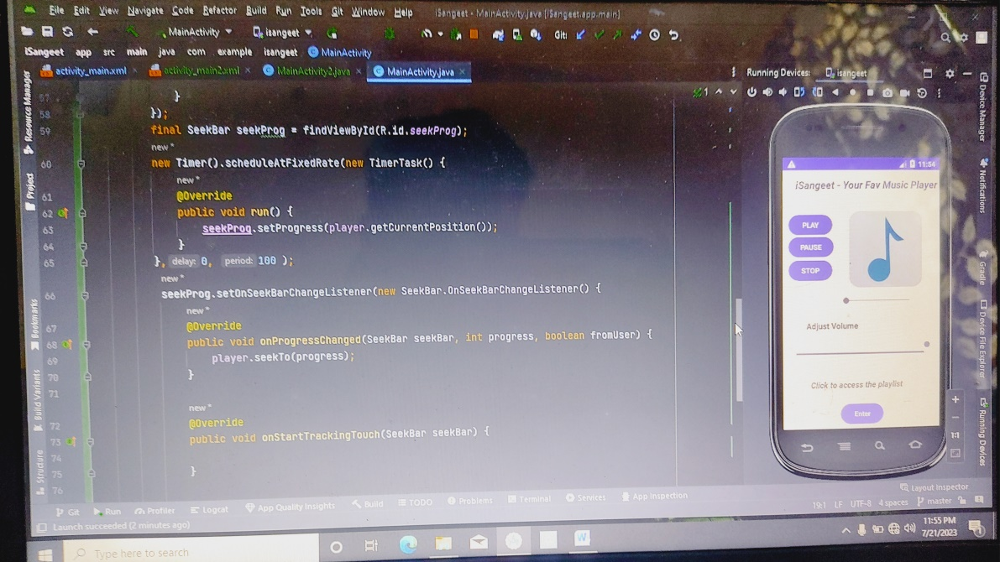 File Edit View Navigate Code Refactor Build Run Tools Git Window Help iSangeet - MainActivity.java [iSangeet.app.main]
MainActivity isangeet Git:
iSangeet app src main java com example isangeet MainActivity
activity_main.xml activity_main2.xml MainActivity2.java MainActivity.java
Running Devices: isangeet
Resource Manager
Project
Bookmarks
Build Variants
Structure
1
57 }
58 });
59 final SeekBar seekProg = findViewById(R.id.seekProg);
new *
60 new Timer().scheduleAtFixedRate(new TimerTask() {
new *
61 @Override
62 public void run() {
63 seekProg.setProgress(player.getCurrentPosition());
64 }
65 }, delay: 0, period: 100 );
new *
66 seekProg.setOnSeekBarChangeListener(new SeekBar.OnSeekBarChangeListener() {
new *
67 @Override
68 public void onProgressChanged(SeekBar seekBar, int progress, boolean fromUser) {
69 player.seekTo(progress);
70 }
71
new *
72 @Override
73 public void onStartTrackingTouch(SeekBar seekBar) {
74
75 }
76
11:54
iSangeet - Your Fav Music Player
PLAY
PAUSE
STOP
Adjust Volume
Click to access the playlist
Enter
1:1
Device Manager
Notifications
Gradle
Device File Explorer
Running Devices
Layout Inspector
Git Run Profiler Logcat App Quality Insights Build TODO Problems Terminal Services App Inspection
Launch succeeded (2 minutes ago)
19:1 LF UTF-8 4 spaces master
Type here to search
W
11:55 PM
7/21/2023
1